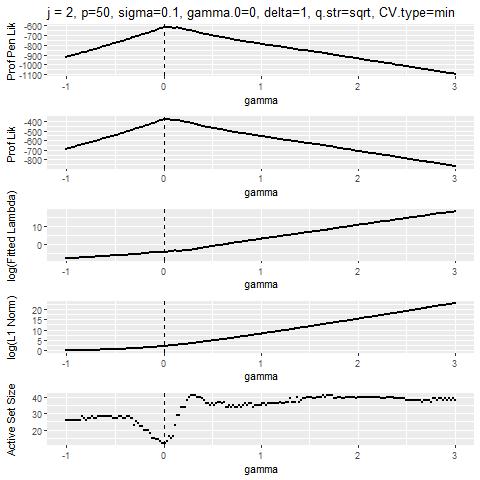 j = 2, p=50, sigma=0.1, gamma.0=0, delta=1, q.str=sqrt, CV.type=min
Prof Pen Lik
-600
-700
-800
-900
-1000
-1100
-1 0 1 2 3
gamma
Prof Lik
-400
-500
-600
-700
-800
-1 0 1 2 3
gamma
log(Fitted Lambda)
10
0
-1 0 1 2 3
gamma
log(L1 Norm)
20
15
10
5
0
-1 0 1 2 3
gamma
Active Set Size
40
30
20
-1 0 1 2 3
gamma